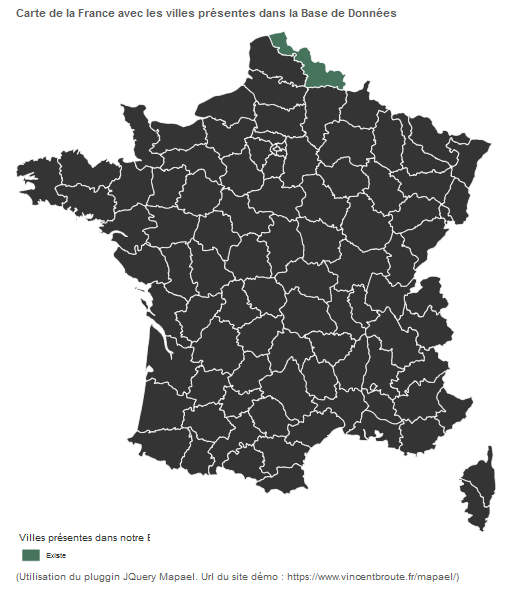 Carte de la France avec les villes présentes dans la Base de Données
Villes présentes dans notre
Existe
(Utilisation du pluggin JQuery Mapael. Url du site démo : https://www.vincentbroute.fr/mapael/)